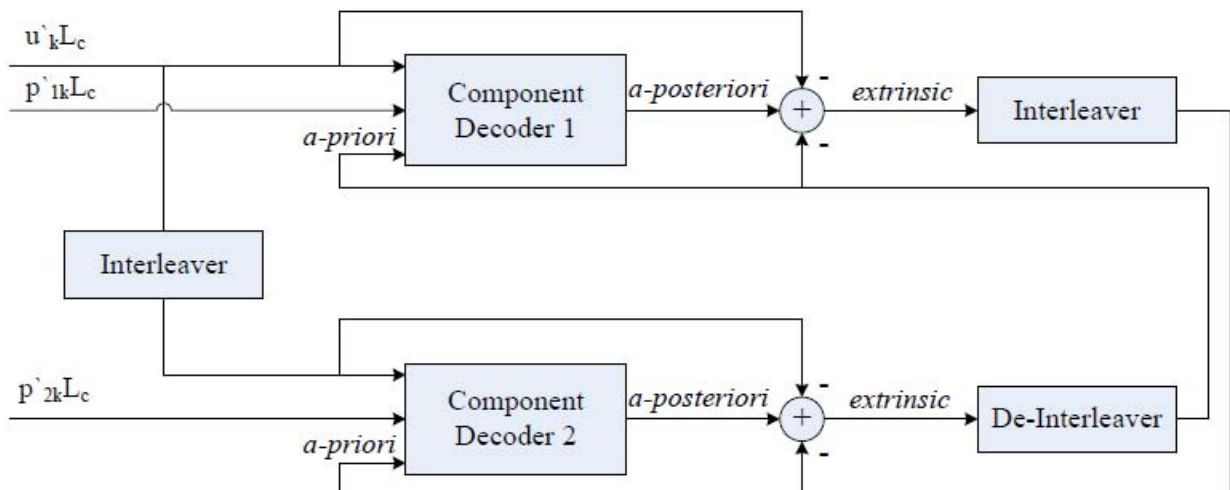 u`kLc
p`1kLc
a-priori
Component
Decoder 1
a-posteriori
-
+
-
extrinsic
Interleaver
Interleaver
p`2kLc
a-priori
Component
Decoder 2
a-posteriori
-
+
-
extrinsic
De-Interleaver